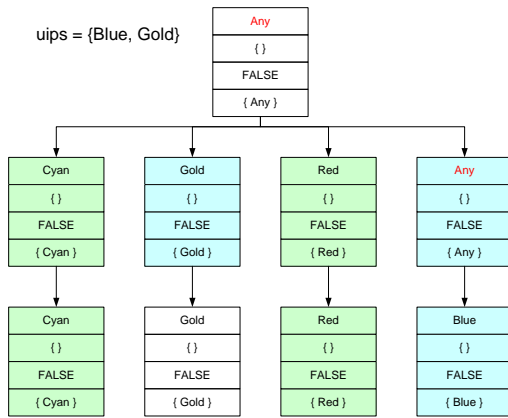 uips = {Blue, Gold}
Any
{ }
FALSE
{ Any }
Cyan
{ }
FALSE
{ Cyan }
Gold
{ }
FALSE
{ Gold }
Red
{ }
FALSE
{ Red }
Any
{ }
FALSE
{ Any }
Cyan
{ }
FALSE
{ Cyan }
Gold
{ }
FALSE
{ Gold }
Red
{ }
FALSE
{ Red }
Blue
{ }
FALSE
{ Blue }